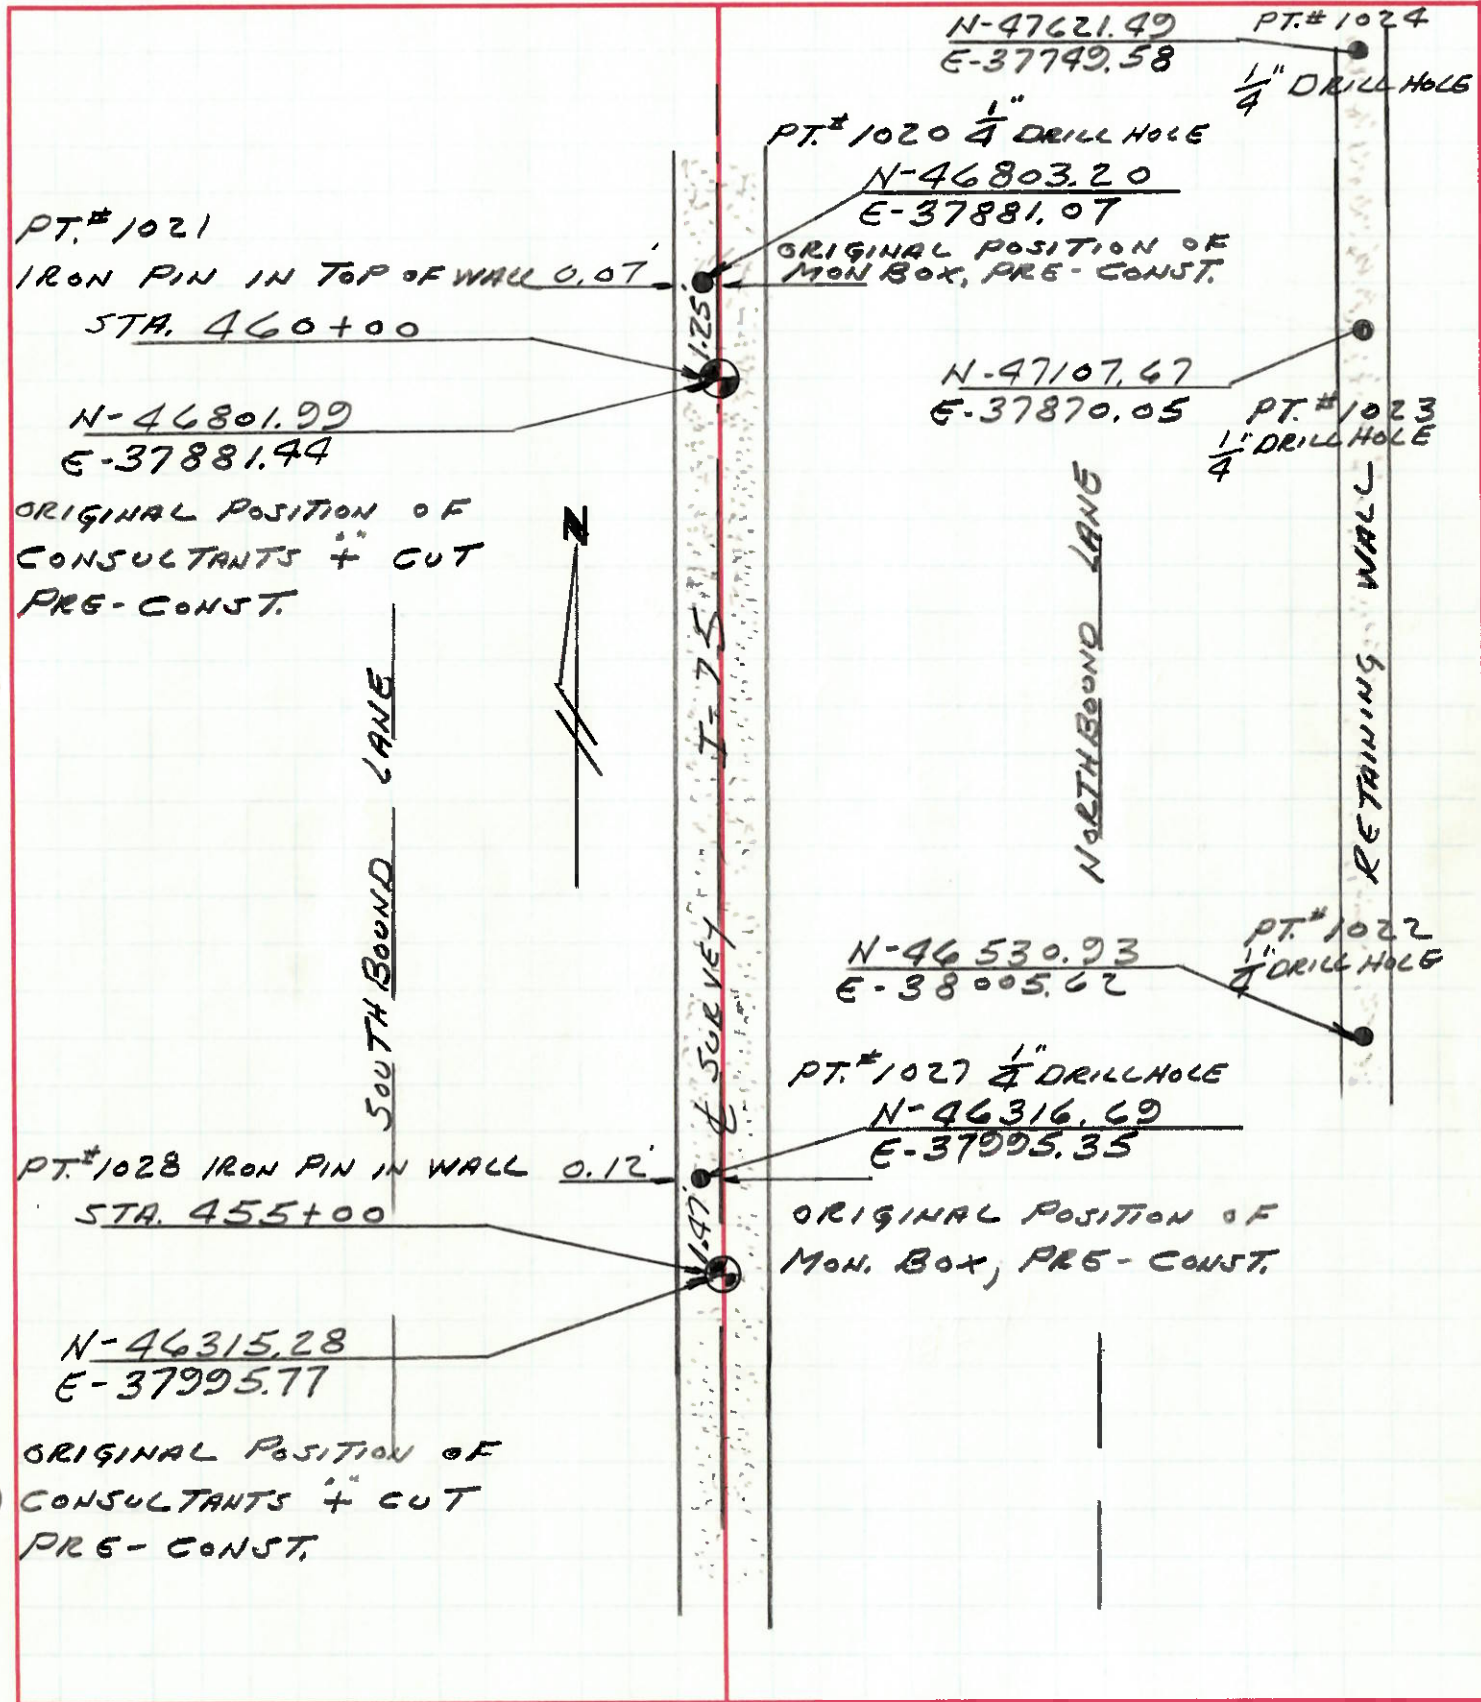 N-47621.49
E-37749.58
PT.# 1024
1/4" DRILL HOLE
PT.# 1020 1/4" DRILL HOLE
N-46803.20
E-37881.07
ORIGINAL POSITION OF
MON BOX, PRE-CONST.
PT.# 1021
IRON PIN IN TOP OF WALL 0.07'
STA. 460+00
1.25'
N-46801.99
E-37881.44
ORIGINAL POSITION OF
CONSULTANTS "+" CUT
PRE-CONST.
N-47107.67
E-37870.05
PT.# 1023
1/4" DRILL HOLE
N
SOUTH BOUND LANE
℄ SURVEY I-75
NORTHBOUND LANE
RETAINING WALL
N-46530.93
E-38005.62
PT.# 1022
1/4" DRILL HOLE
PT.# 1027 1/4" DRILL HOLE
N-46316.69
E-37995.35
ORIGINAL POSITION OF
MON. BOX, PRE-CONST.
PT.# 1028 IRON PIN IN WALL 0.12'
STA. 455+00
1.47'
N-46315.28
E-37995.77
ORIGINAL POSITION OF
CONSULTANTS "+" CUT
PRE-CONST.